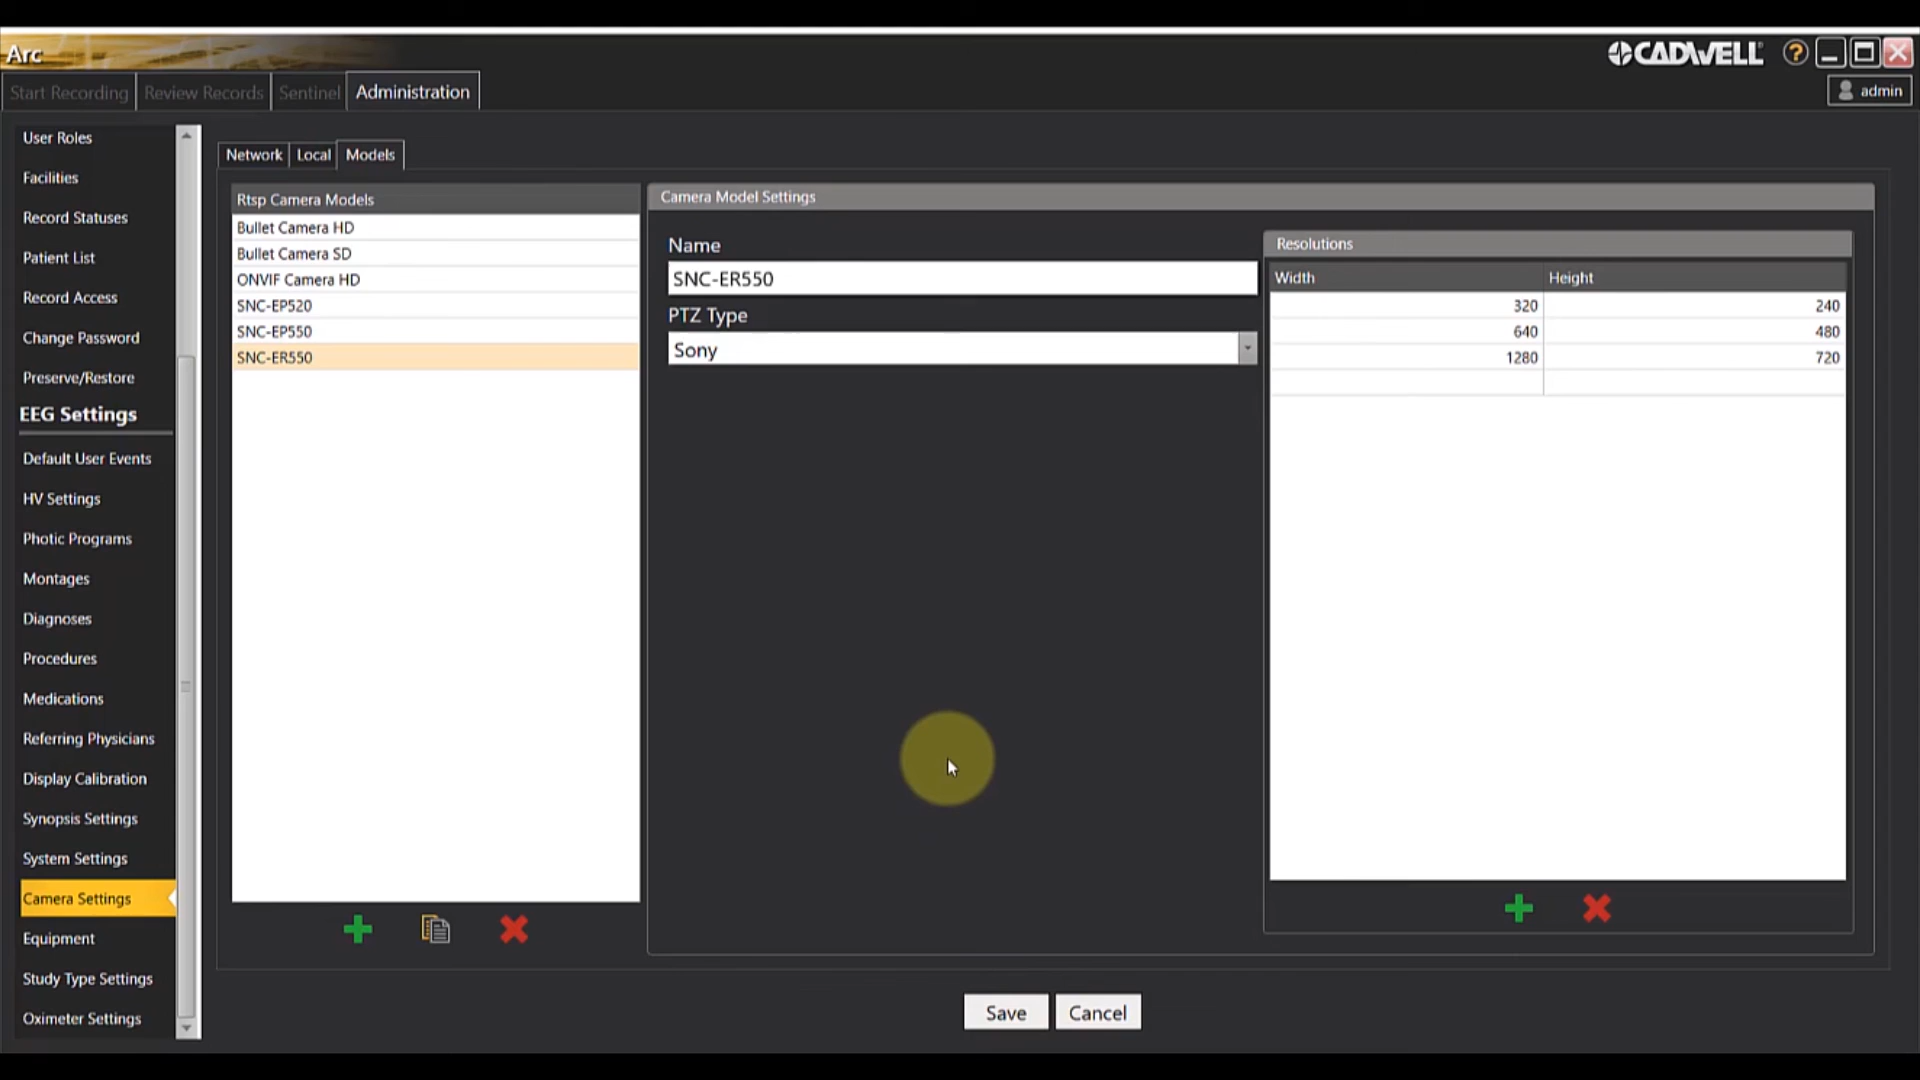 Arc
CADWELL
?
Start Recording
Review Records
Sentinel
Administration
admin
User Roles
Facilities
Record Statuses
Patient List
Record Access
Change Password
Preserve/Restore
EEG Settings
Default User Events
HV Settings
Photic Programs
Montages
Diagnoses
Procedures
Medications
Referring Physicians
Display Calibration
Synopsis Settings
System Settings
Camera Settings
Equipment
Study Type Settings
Oximeter Settings
Network
Local
Models
Rtsp Camera Models
Bullet Camera HD
Bullet Camera SD
ONVIF Camera HD
SNC-EP520
SNC-EP550
SNC-ER550
Camera Model Settings
Name
SNC-ER550
PTZ Type
Sony
Resolutions
Width Height
320 240
640 480
1280 720
Save
Cancel